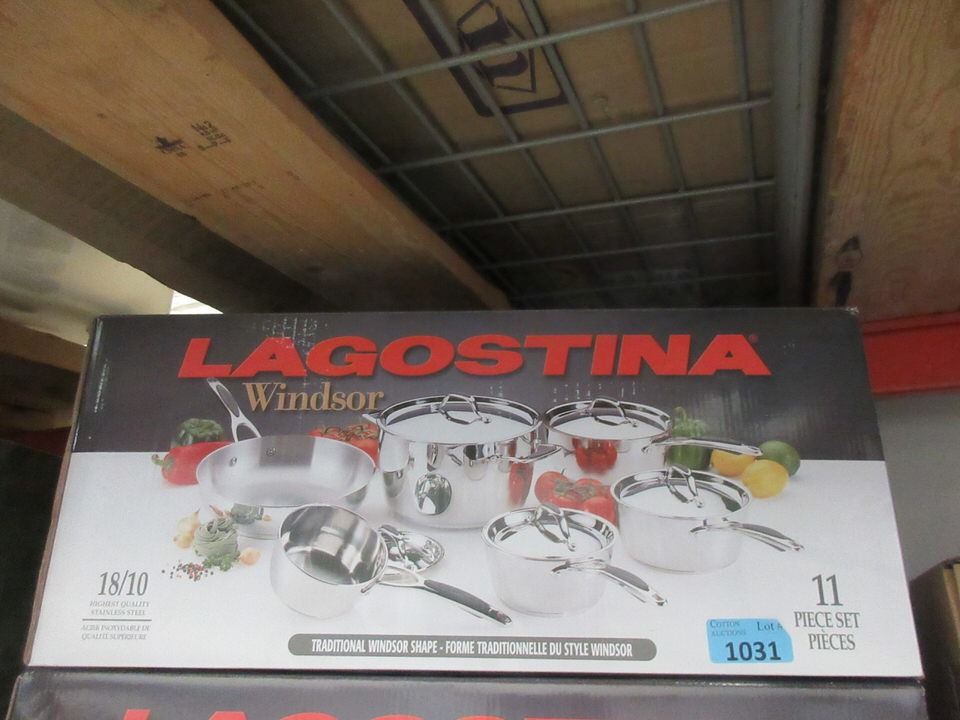 LAGOSTINA®
Windsor
18/10
HIGHEST QUALITY
STAINLESS STEEL
ACIER INOXYDABLE DE
QUALITÉ SUPÉRIEURE
TRADITIONAL WINDSOR SHAPE - FORME TRADITIONNELLE DU STYLE WINDSOR
COTTON
AUCTIONS
Lot #
1031
11
PIECE SET
PIÈCES
LAGOSTINA